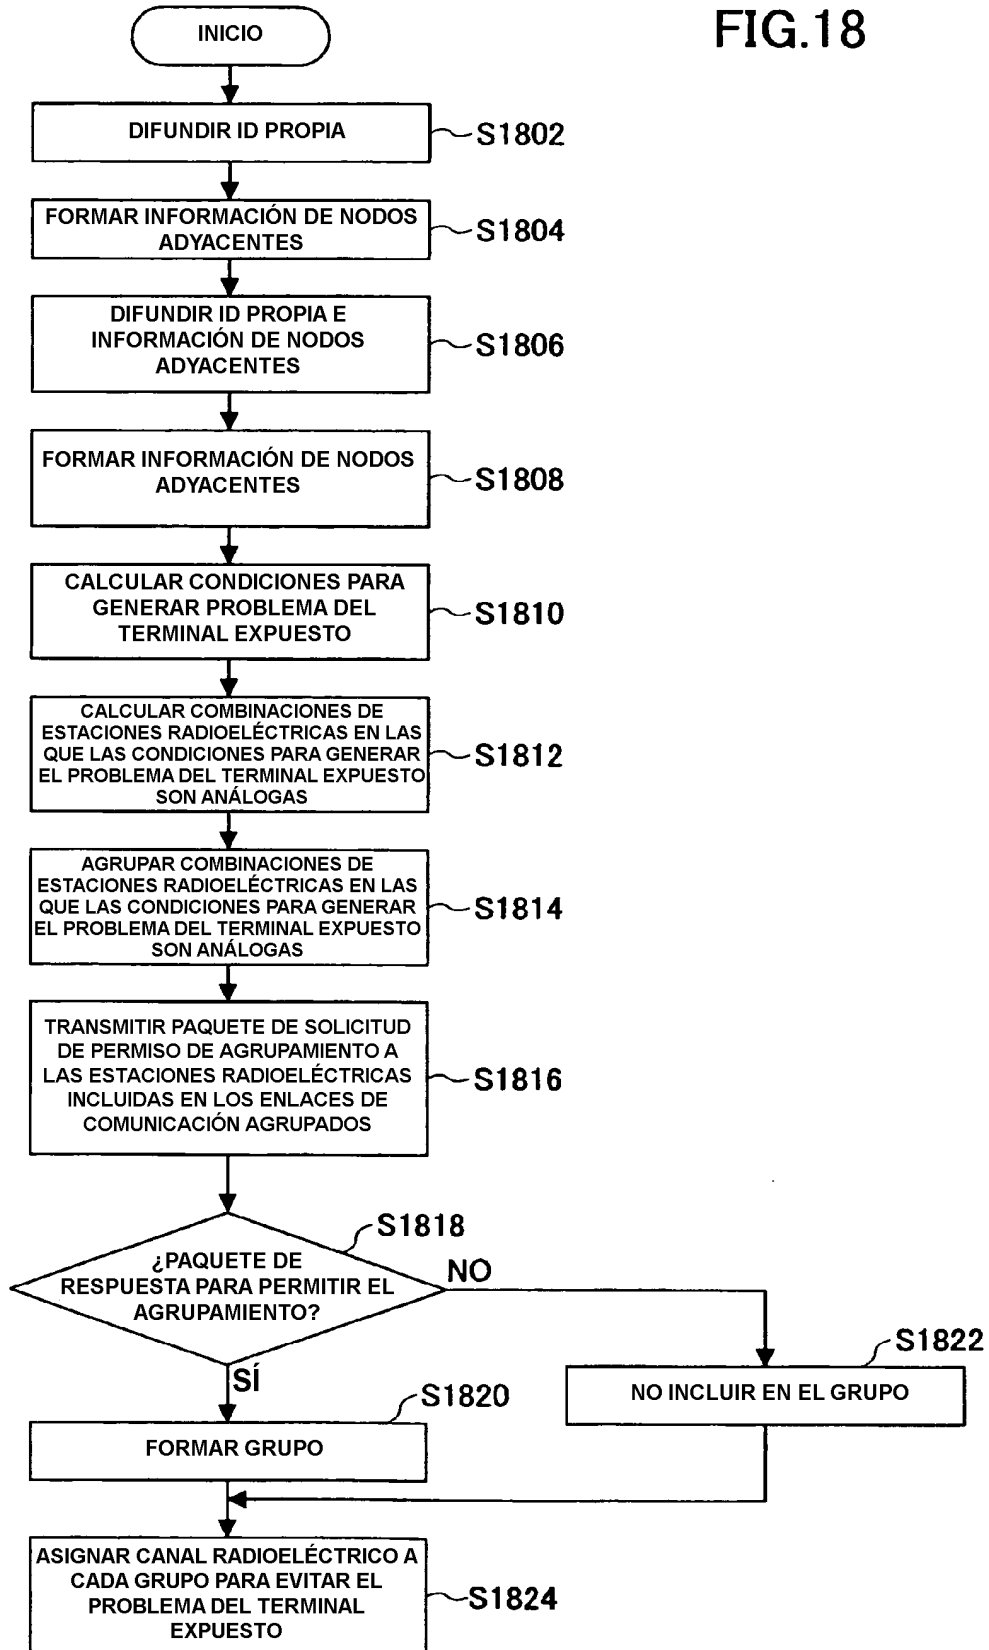 FIG.18
INICIO
DIFUNDIR ID PROPIA
S1802
FORMAR INFORMACIÓN DE NODOS
ADYACENTES
S1804
DIFUNDIR ID PROPIA E
INFORMACIÓN DE NODOS
ADYACENTES
S1806
FORMAR INFORMACIÓN DE NODOS
ADYACENTES
S1808
CALCULAR CONDICIONES PARA
GENERAR PROBLEMA DEL
TERMINAL EXPUESTO
S1810
CALCULAR COMBINACIONES DE
ESTACIONES RADIOELÉCTRICAS EN LAS
QUE LAS CONDICIONES PARA GENERAR
EL PROBLEMA DEL TERMINAL EXPUESTO
SON ANÁLOGAS
S1812
AGRUPAR COMBINACIONES DE
ESTACIONES RADIOELÉCTRICAS EN LAS
QUE LAS CONDICIONES PARA GENERAR
EL PROBLEMA DEL TERMINAL EXPUESTO
SON ANÁLOGAS
S1814
TRANSMITIR PAQUETE DE SOLICITUD
DE PERMISO DE AGRUPAMIENTO A
LAS ESTACIONES RADIOELÉCTRICAS
INCLUIDAS EN LOS ENLACES DE
COMUNICACIÓN AGRUPADOS
S1816
S1818
¿PAQUETE DE
RESPUESTA PARA PERMITIR EL
AGRUPAMIENTO?
NO
SÍ
S1822
NO INCLUIR EN EL GRUPO
S1820
FORMAR GRUPO
ASIGNAR CANAL RADIOELÉCTRICO A
CADA GRUPO PARA EVITAR EL
PROBLEMA DEL TERMINAL
EXPUESTO
S1824